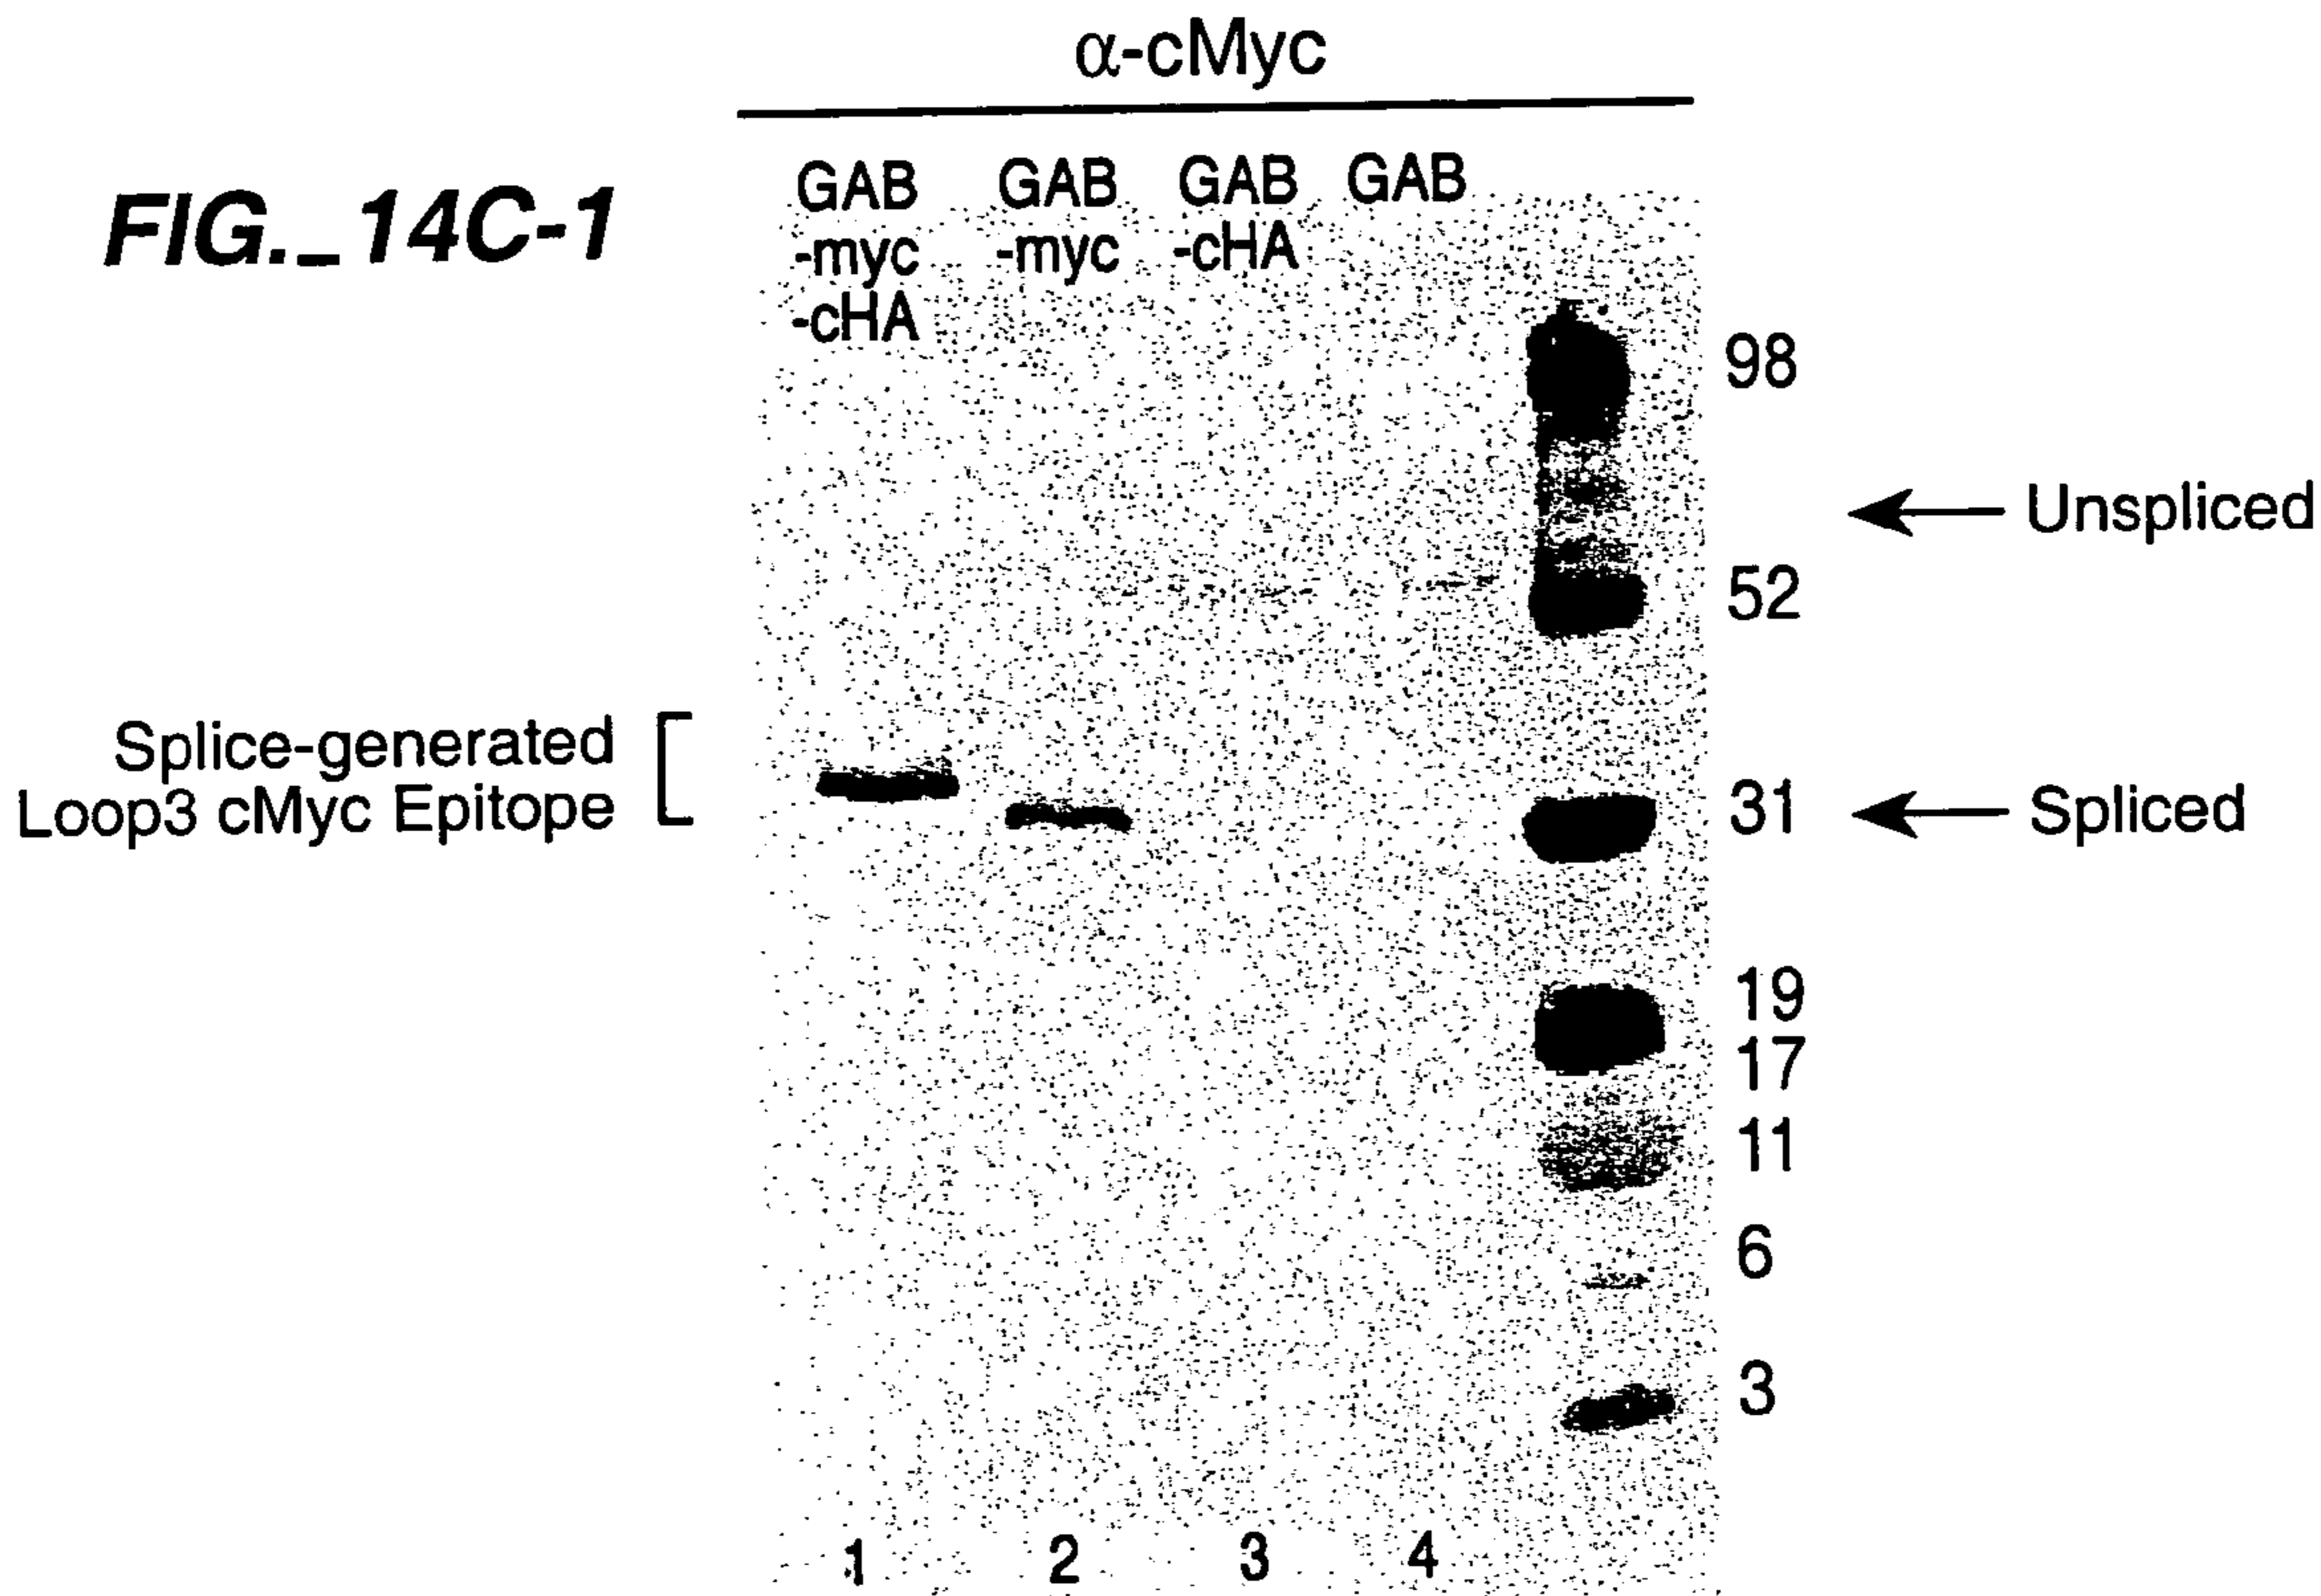 α-cMyc
FIG._14C-1
GAB
-myc
-cHA
GAB
-myc
GAB
-cHA
GAB
98
Unspliced
52
Splice-generated
Loop3 cMyc Epitope
31
Spliced
19
17
11
6
3
1
2
3
4